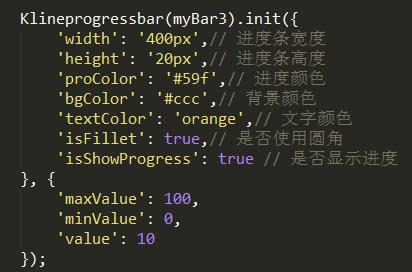 Klineprogressbar(myBar3).init({
    'width': '400px',// 进度条宽度
    'height': '20px',// 进度条高度
    'proColor': '#59f',// 进度颜色
    'bgColor': '#ccc',// 背景颜色
    'textColor': 'orange',// 文字颜色
    'isFillet': true,// 是否使用圆角
    'isShowProgress': true // 是否显示进度
}, {
    'maxValue': 100,
    'minValue': 0,
    'value': 10
});